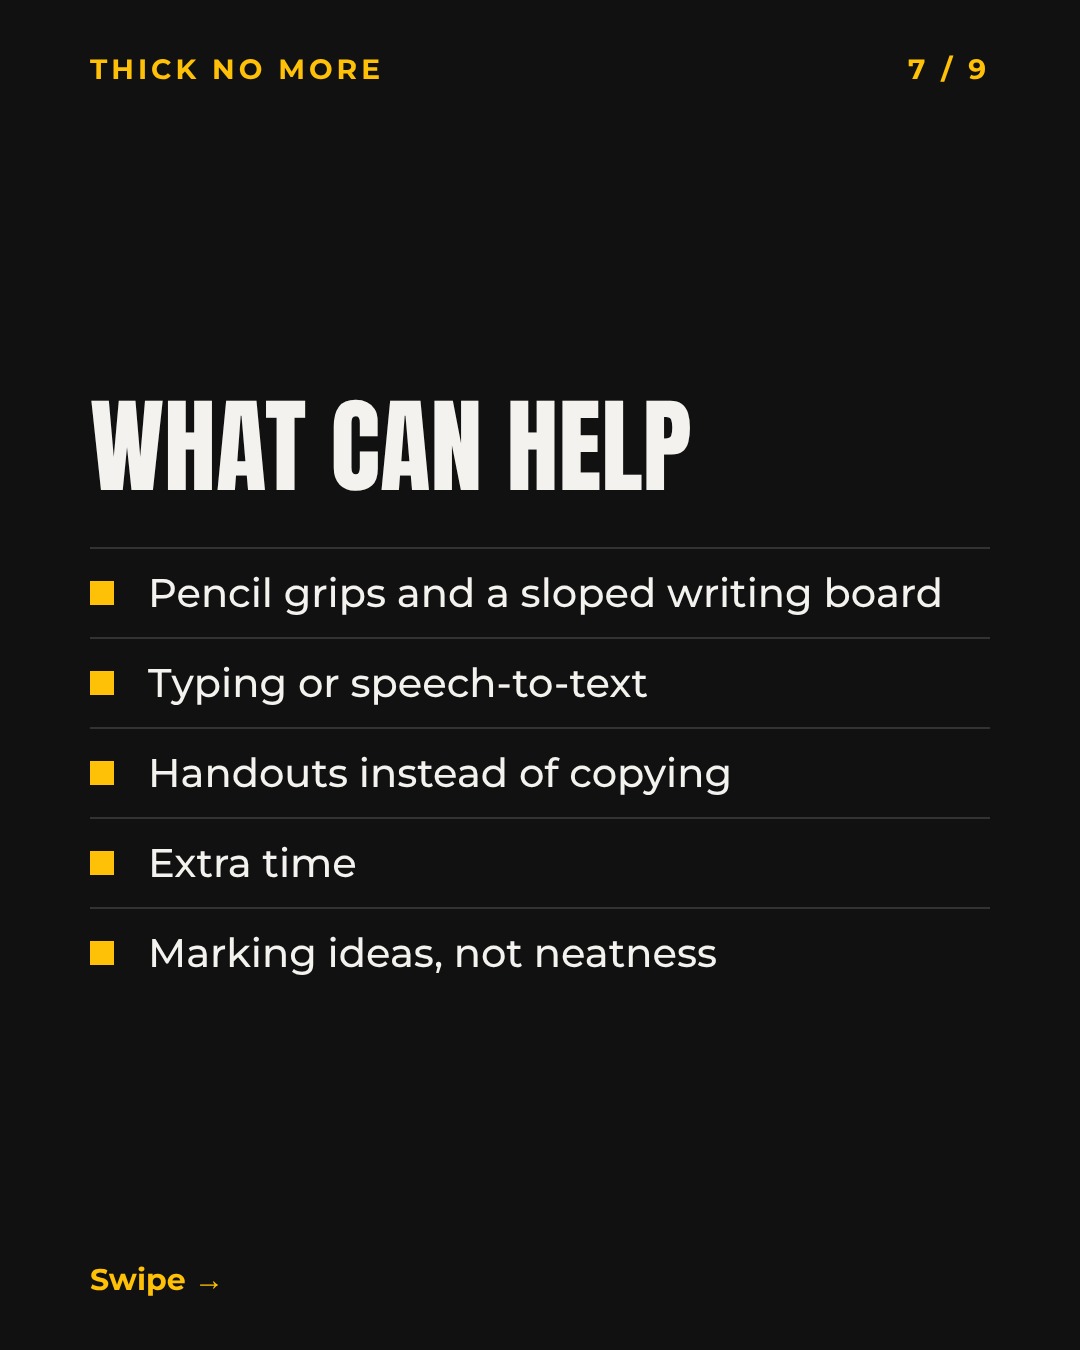 THICK NO MORE
7 / 9
WHAT CAN HELP
Pencil grips and a sloped writing board
Typing or speech-to-text
Handouts instead of copying
Extra time
Marking ideas, not neatness
Swipe →